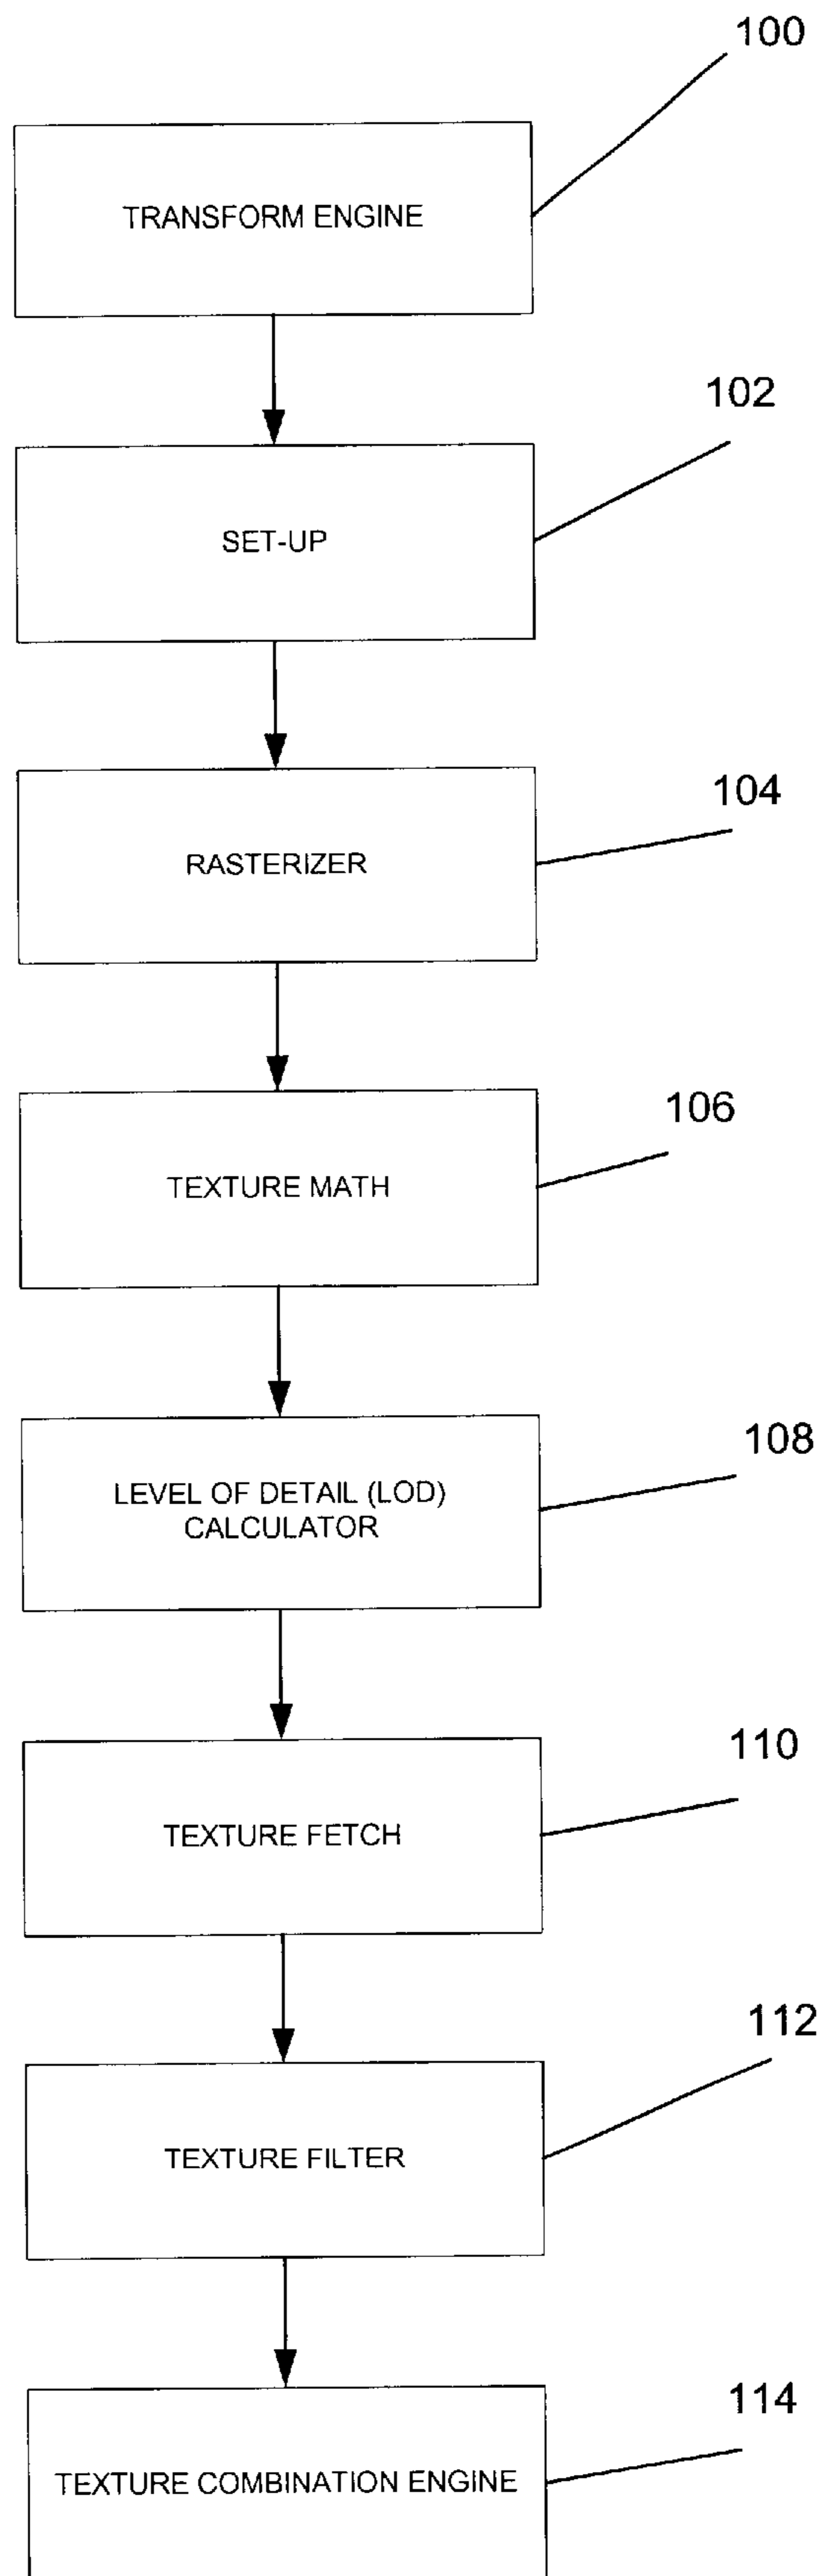 100
TRANSFORM ENGINE
102
SET-UP
104
RASTERIZER
106
TEXTURE MATH
108
LEVEL OF DETAIL (LOD)
CALCULATOR
110
TEXTURE FETCH
112
TEXTURE FILTER
114
TEXTURE COMBINATION ENGINE